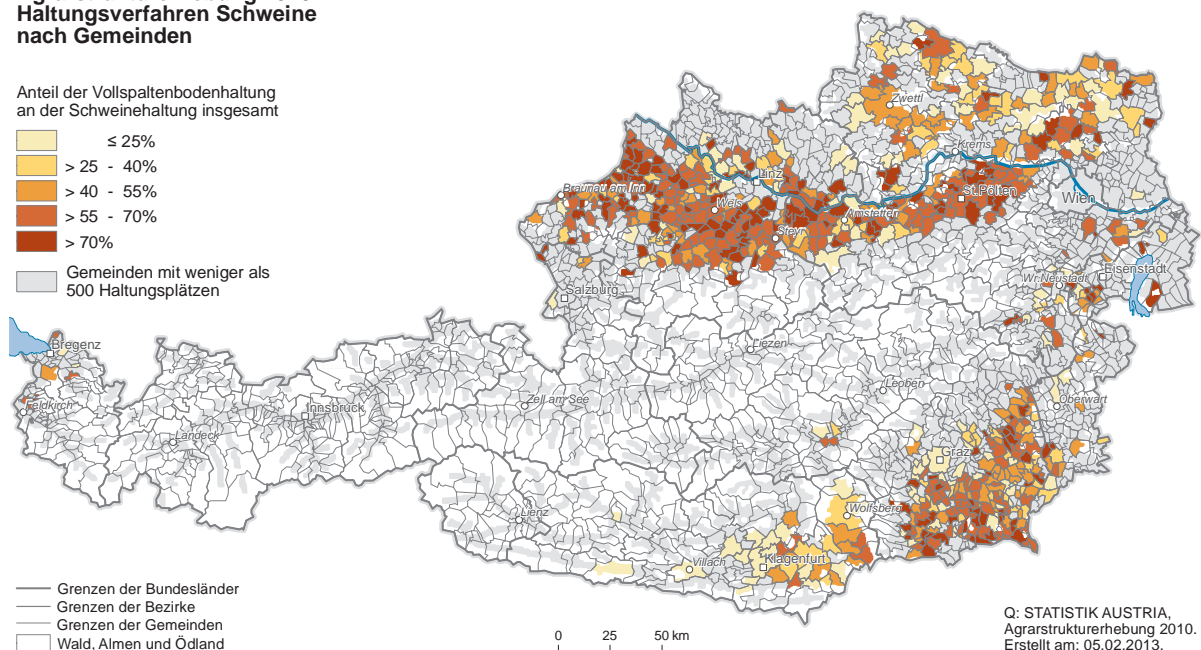 Haltungsverfahren Schweine
nach Gemeinden
Anteil der Vollspaltenbodenhaltung
an der Schweinehaltung insgesamt
≤ 25%
> 25 - 40%
> 40 - 55%
> 55 - 70%
> 70%
Gemeinden mit weniger als
500 Haltungsplätzen
Zwettl
Krems
Linz
Braunau am Inn
Wels
St.Pölten
Wien
Amstetten
Steyr
Eisenstadt
Wr.Neustadt
Salzburg
Bregenz
Liezen
Leoben
Oberwart
Feldkirch
Innsbruck
Zell am See
Landeck
Graz
Wolfsberg
Lienz
Villach
Klagenfurt
Grenzen der Bundesländer
Grenzen der Bezirke
Grenzen der Gemeinden
Wald, Almen und Ödland
0 25 50 km
Q: STATISTIK AUSTRIA,
Agrarstrukturerhebung 2010.
Erstellt am: 05.02.2013.